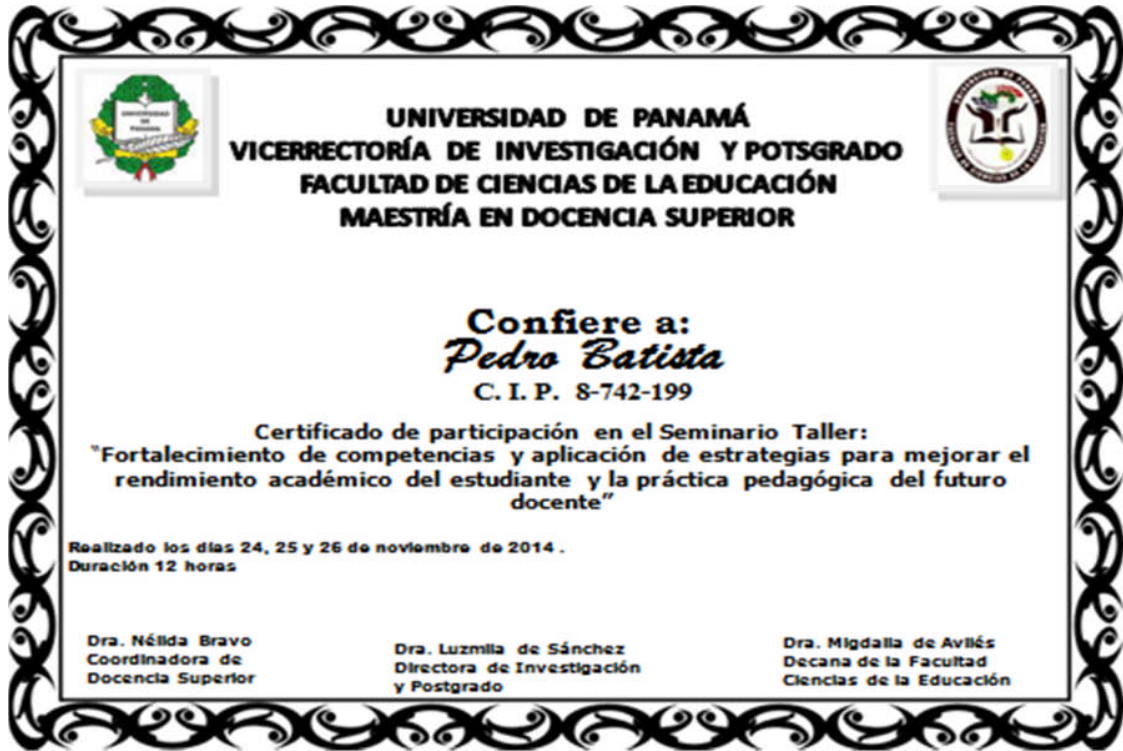 UNIVERSIDAD DE PANAMÁ
VICERRECTORÍA DE INVESTIGACIÓN Y POTSGRADO
FACULTAD DE CIENCIAS DE LA EDUCACIÓN
MAESTRÍA EN DOCENCIA SUPERIOR
UNIVERSIDAD
DE
PANAMA
Confiere a:
Pedro Batista
C. I. P. 8-742-199
Certificado de participación en el Seminario Taller:
“Fortalecimiento de competencias y aplicación de estrategias para mejorar el
rendimiento académico del estudiante y la práctica pedagógica del futuro
docente”
Realizado los días 24, 25 y 26 de noviembre de 2014 .
Duración 12 horas
Dra. Nélida Bravo
Coordinadora de
Docencia Superior
Dra. Luzmila de Sánchez
Directora de Investigación
y Postgrado
Dra. Migdalia de Avilés
Decana de la Facultad
Ciencias de la Educación